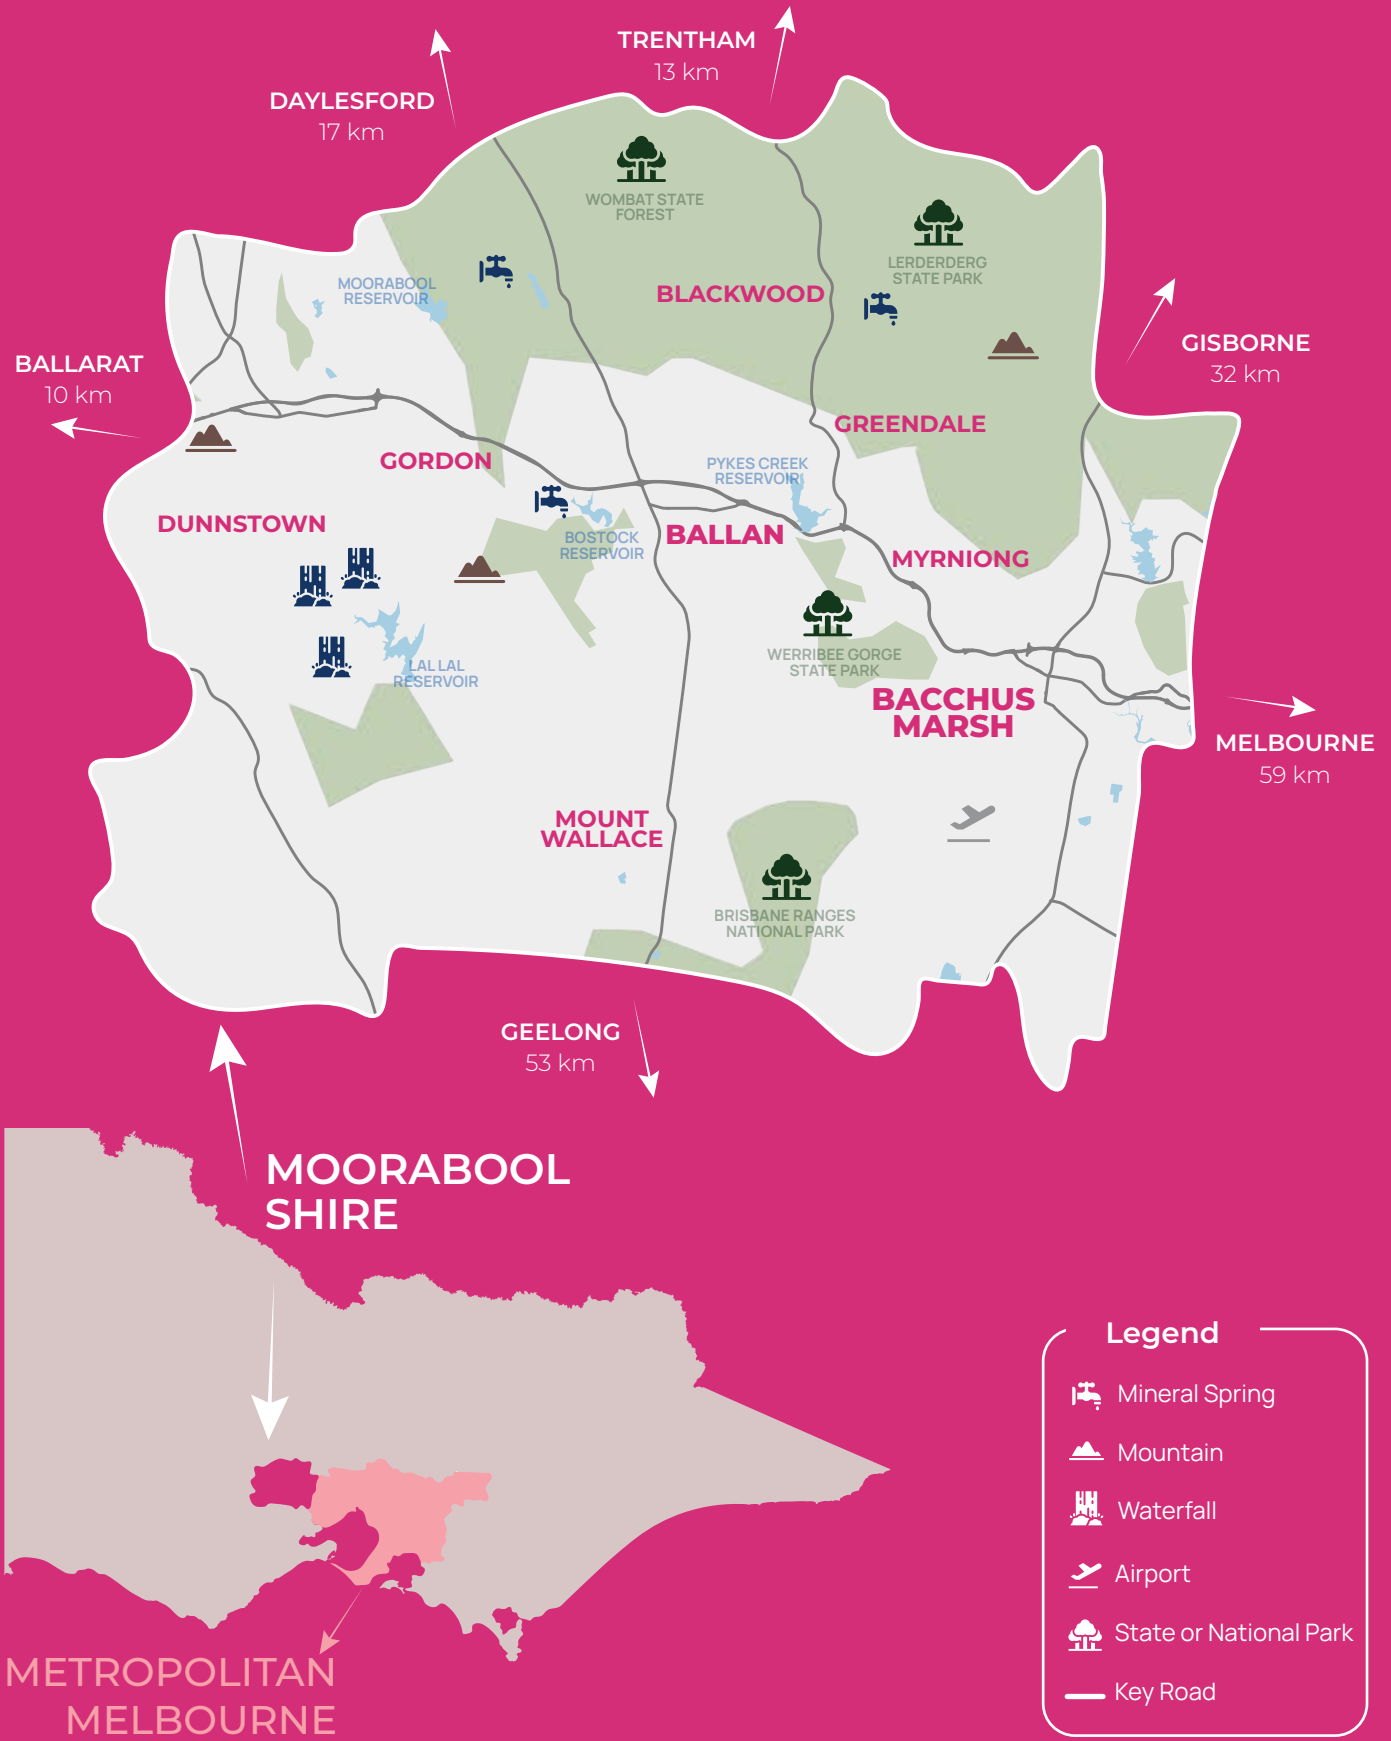 TRENTHAM
13 km
DAYLESFORD
17 km
WOMBAT STATE
FOREST
LERDERDERG
STATE PARK
MOORABOOL
RESERVOIR
BLACKWOOD
GISBORNE
32 km
BALLARAT
10 km
GREENDALE
GORDON
PYKES CREEK
RESERVOIR
DUNNSTOWN
BOSTOCK
RESERVOIR
BALLAN
MYRNIONG
WERRIBEE GORGE
STATE PARK
LAL LAL
RESERVOIR
BACCHUS
MARSH
MELBOURNE
59 km
MOUNT
WALLACE
BRISBANE RANGES
NATIONAL PARK
GEELONG
53 km
MOORABOOL
SHIRE
METROPOLITAN
MELBOURNE
Legend
Mineral Spring
Mountain
Waterfall
Airport
State or National Park
Key Road